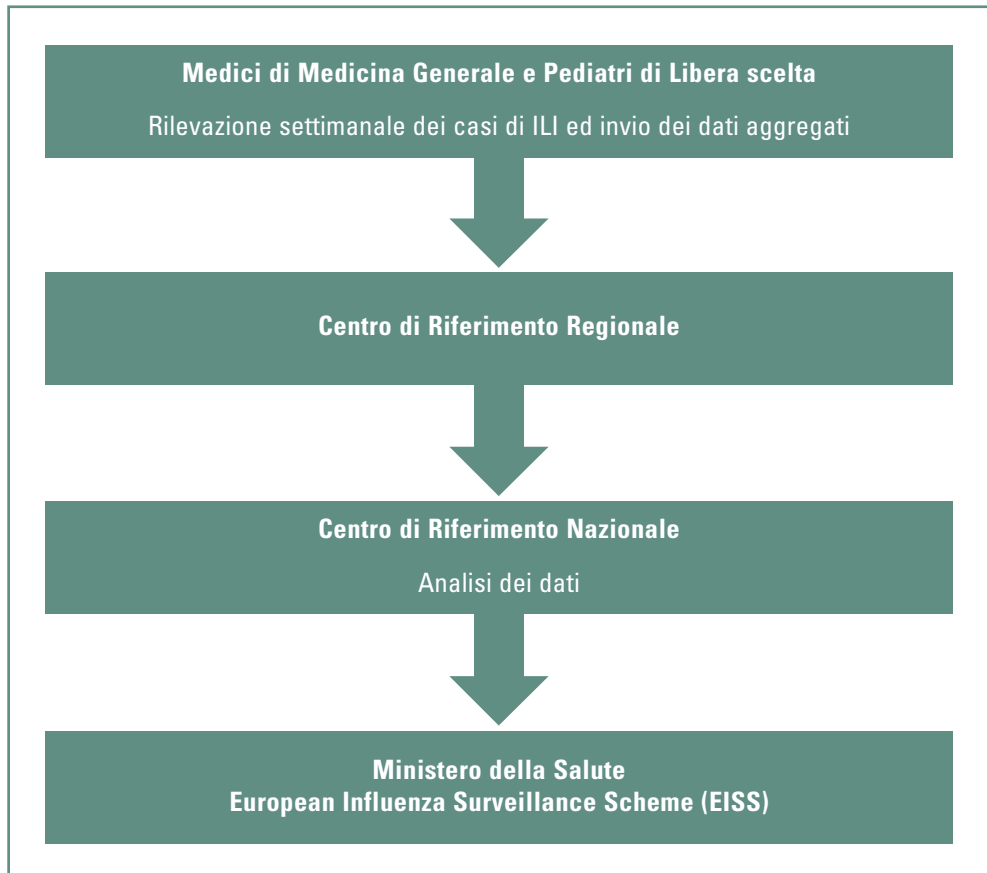 Medici di Medicina Generale e Pediatri di Libera scelta
Rilevazione settimanale dei casi di ILI ed invio dei dati aggregati
Centro di Riferimento Regionale
Centro di Riferimento Nazionale
Analisi dei dati
Ministero della Salute
European Influenza Surveillance Scheme (EISS)